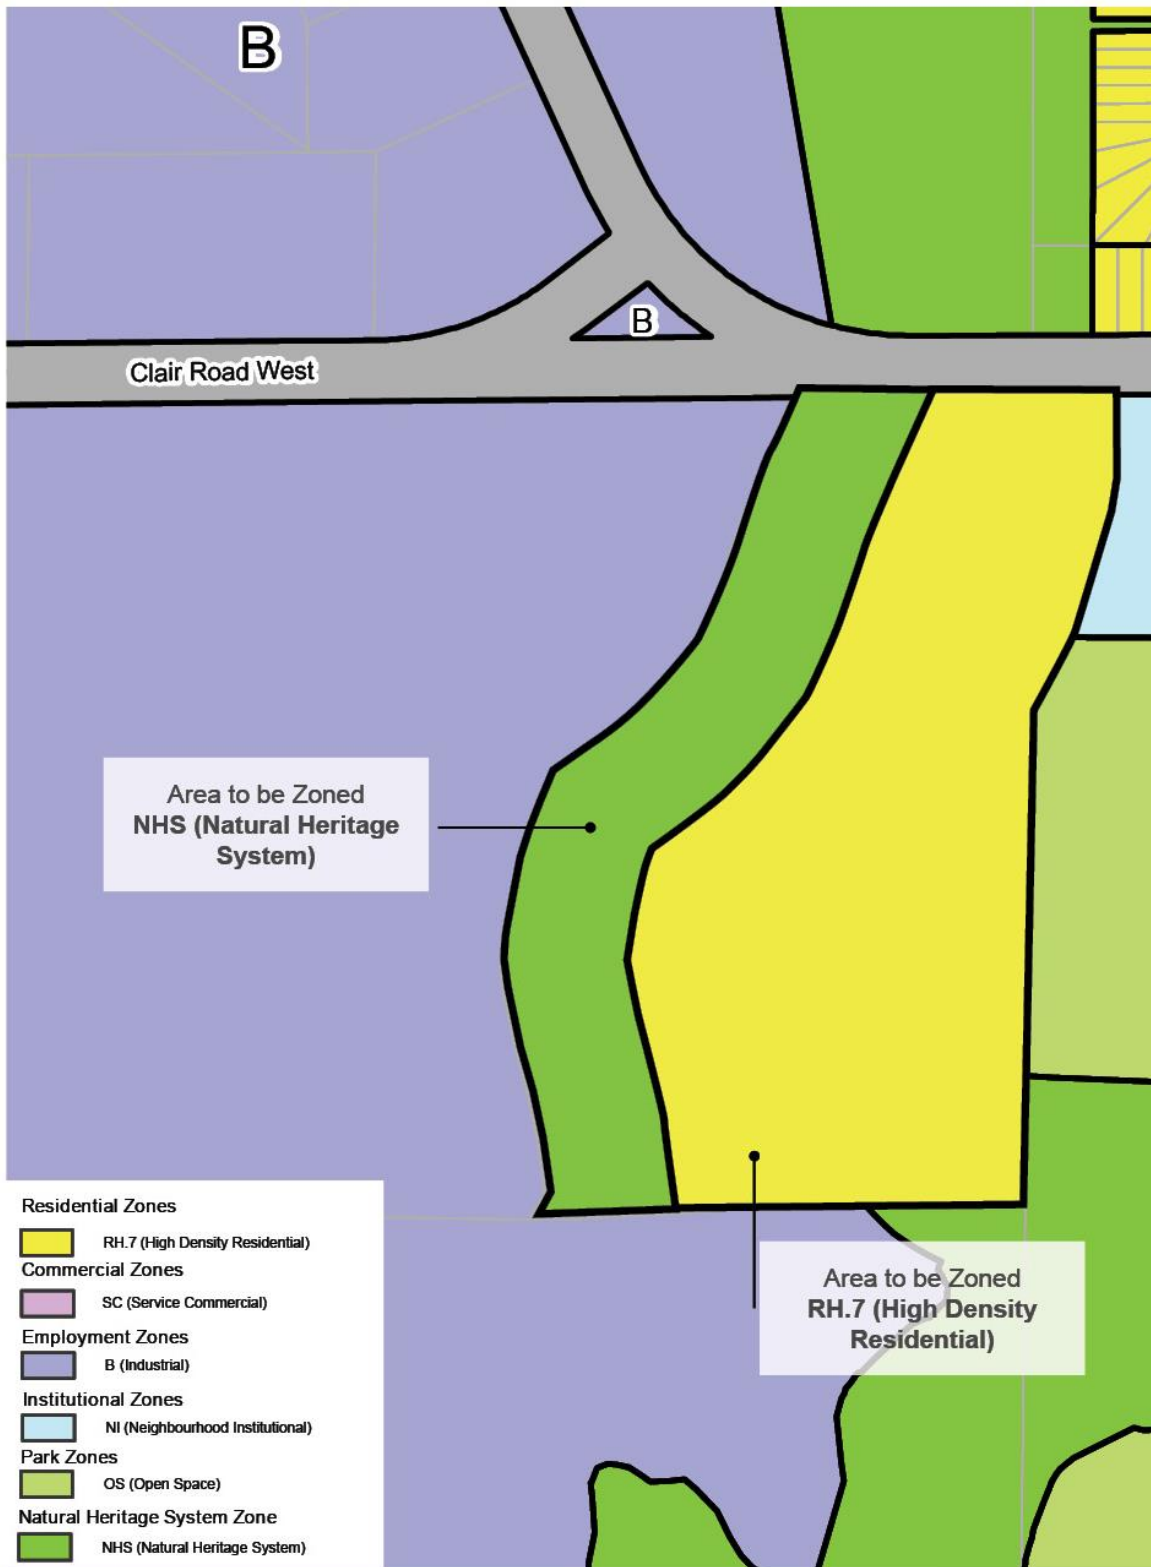 B
B
Clair Road West
Area to be Zoned
NHS (Natural Heritage
System)
Area to be Zoned
RH.7 (High Density
Residential)
Residential Zones
RH.7 (High Density Residential)
Commercial Zones
SC (Service Commercial)
Employment Zones
B (Industrial)
Institutional Zones
NI (Neighbourhood Institutional)
Park Zones
OS (Open Space)
Natural Heritage System Zone
NHS (Natural Heritage System)